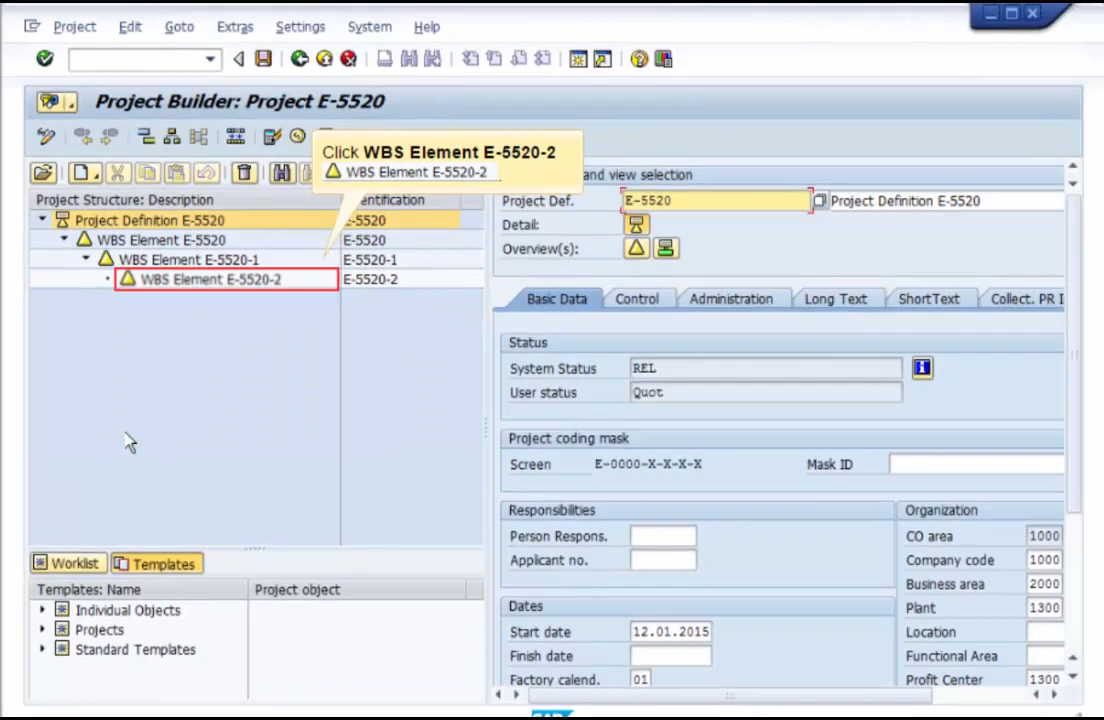 Project Edit Goto Extras Settings System Help
Project Builder: Project E-5520
Click WBS Element E-5520-2
WBS Element E-5520-2
and view selection
Project Structure: Description
Project Def. E-5520 Project Definition E-5520
Project Definition E-5520 E-5520
Detail:
WBS Element E-5520 E-5520
Overview(s):
WBS Element E-5520-1 E-5520-1
WBS Element E-5520-2 E-5520-2
Basic Data Control Administration Long Text ShortText Collect. PR
Status
System Status REL
User status Quot
Project coding mask
Screen E-0000-X-X-X-X Mask ID
Responsibilities Organization
Person Respons. CO area 1000
Applicant no. Company code 1000
Business area 2000
Worklist Templates
Templates: Name Project object
Dates Plant 1300
Individual Objects
Start date 12.01.2015 Location
Projects
Finish date Functional Area
Standard Templates
Factory calend. 01 Profit Center 1300